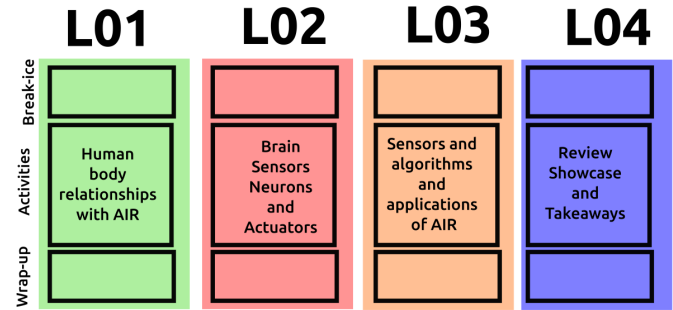 L01
L02
L03
L04
Break-ice
Activities
Wrap-up
Human
body
relationships
with AIR
Brain
Sensors
Neurons
and
Actuators
Sensors and
algorithms
and
applications
of AIR
Review
Showcase
and
Takeaways